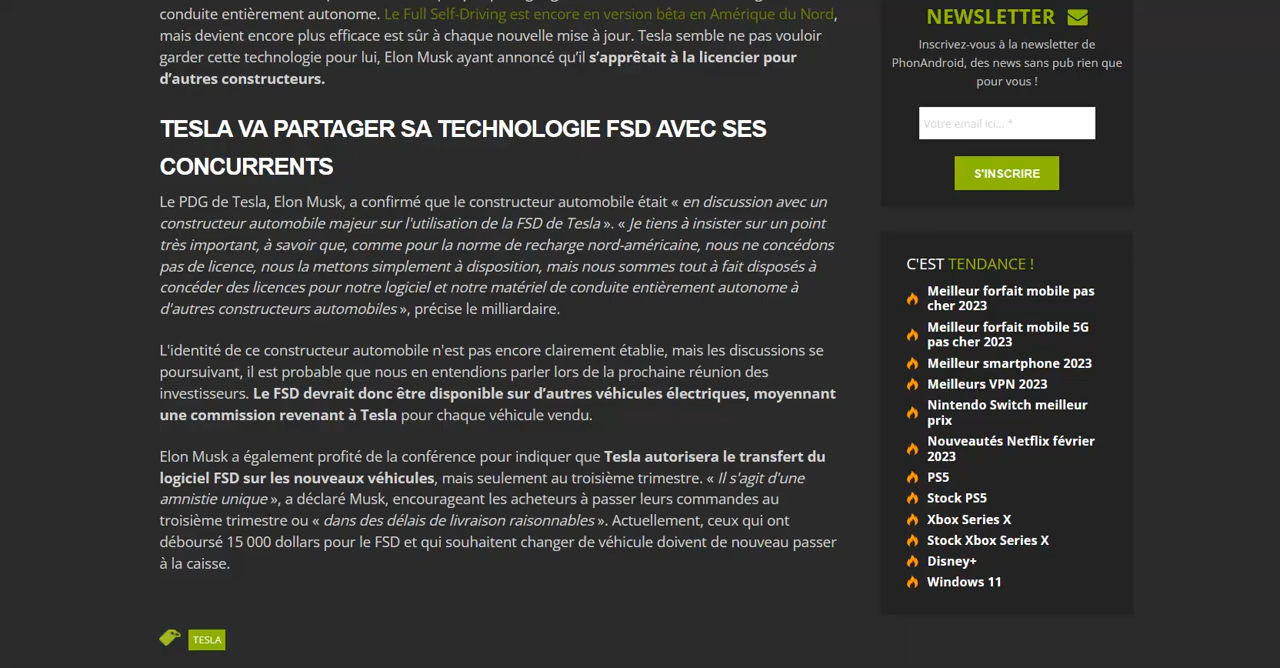 conduite entièrement autonome. Le Full Self-Driving est encore en version bêta en Amérique du Nord,
mais devient encore plus efficace est sûr à chaque nouvelle mise à jour. Tesla semble ne pas vouloir
garder cette technologie pour lui, Elon Musk ayant annoncé qu’il s’apprêtait à la licencier pour
d’autres constructeurs.
TESLA VA PARTAGER SA TECHNOLOGIE FSD AVEC SES
CONCURRENTS
Le PDG de Tesla, Elon Musk, a confirmé que le constructeur automobile était « en discussion avec un
constructeur automobile majeur sur l'utilisation de la FSD de Tesla ». « Je tiens à insister sur un point
très important, à savoir que, comme pour la norme de recharge nord-américaine, nous ne concédons
pas de licence, nous la mettons simplement à disposition, mais nous sommes tout à fait disposés à
concéder des licences pour notre logiciel et notre matériel de conduite entièrement autonome à
d’autres constructeurs automobiles », précise le milliardaire.
L'identité de ce constructeur automobile n'est pas encore clairement établie, mais les discussions se
poursuivant, il est probable que nous en entendions parler lors de la prochaine réunion des
investisseurs. Le FSD devrait donc être disponible sur d’autres véhicules électriques, moyennant
une commission revenant à Tesla pour chaque véhicule vendu.
Elon Musk a également profité de la conférence pour indiquer que Tesla autorisera le transfert du
logiciel FSD sur les nouveaux véhicules, mais seulement au troisième trimestre. « Il s'agit d'une
amnistie unique », a déclaré Musk, encourageant les acheteurs à passer leurs commandes au
troisième trimestre ou « dans des délais de livraison raisonnables ». Actuellement, ceux qui ont
déboursé 15 000 dollars pour le FSD et qui souhaitent changer de véhicule doivent de nouveau passer
à la caisse.
TESLA
NEWSLETTER
Inscrivez-vous à la newsletter de
PhonAndroid, des news sans pub rien que
pour vous !
Votre email ici... *
S'INSCRIRE
C'EST TENDANCE !
Meilleur forfait mobile pas
cher 2023
Meilleur forfait mobile 5G
pas cher 2023
Meilleur smartphone 2023
Meilleurs VPN 2023
Nintendo Switch meilleur
prix
Nouveautés Netflix février
2023
PS5
Stock PS5
Xbox Series X
Stock Xbox Series X
Disney+
Windows 11